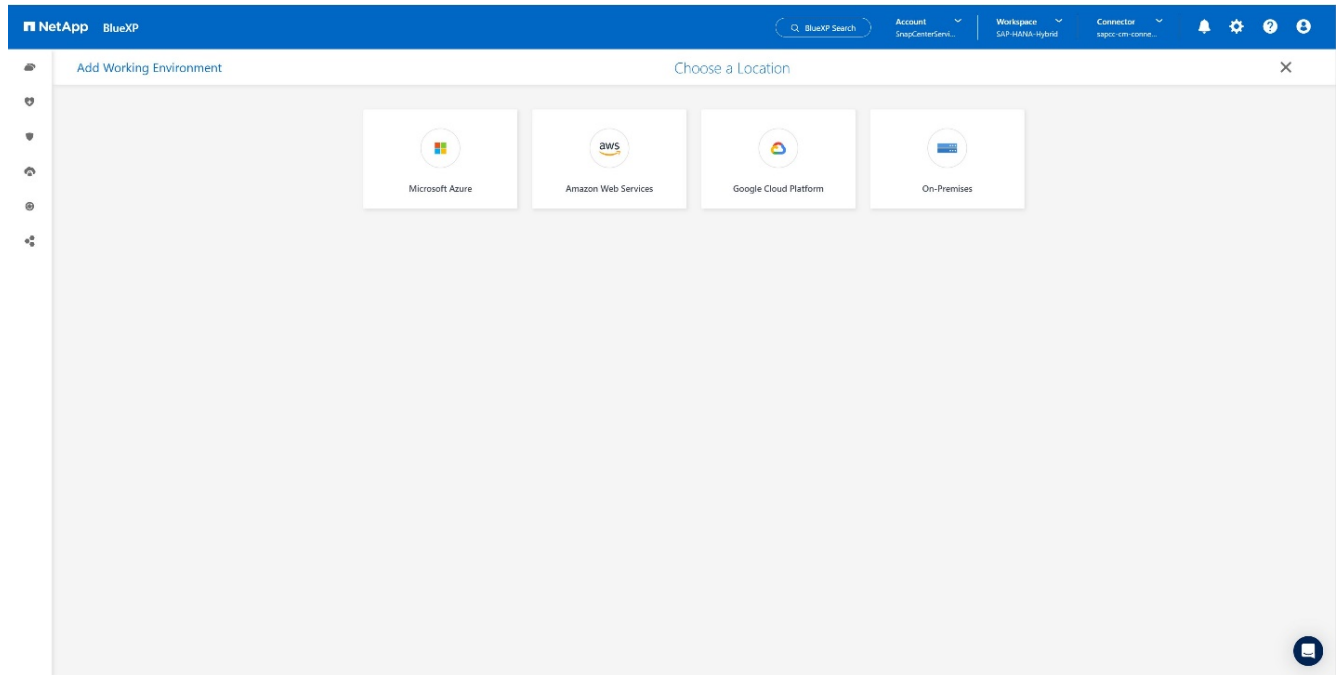 NetApp BlueXP
BlueXP Search
Account
SnapCenterServi...
Workspace
SAP-HANA-Hybrid
Connector
sapcc-cm-conne...
Add Working Environment
Choose a Location
Microsoft Azure
aws
Amazon Web Services
Google Cloud Platform
On-Premises